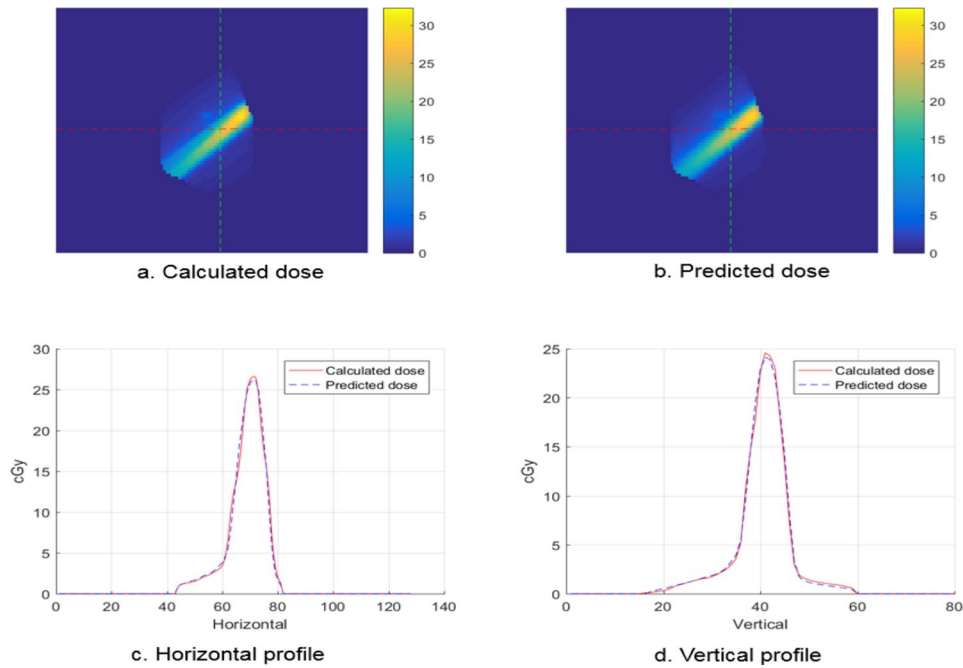 30
25
20
15
10
5
0
a. Calculated dose
30
25
20
15
10
5
0
b. Predicted dose
30
25
20
15
10
5
0
cGy
Calculated dose
Predicted dose
0 20 40 60 80 100 120 140
Horizontal
c. Horizontal profile
25
20
15
10
5
0
cGy
Calculated dose
Predicted dose
0 20 40 60 80
Vertical
d. Vertical profile